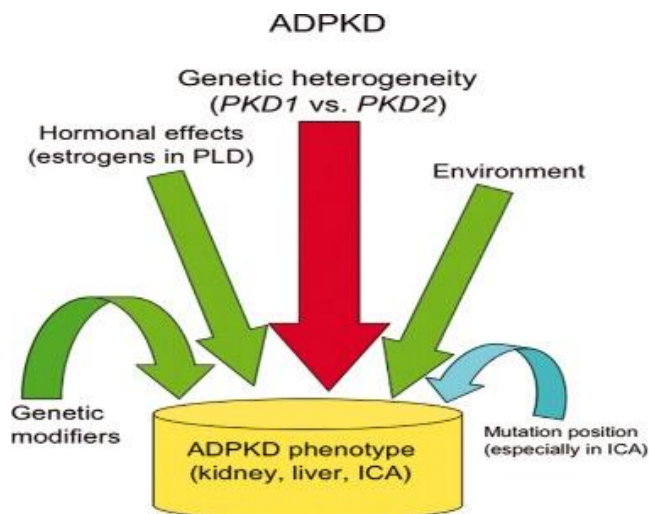 ADPKD
Genetic heterogeneity
(PKD1 vs. PKD2)
Hormonal effects
(estrogens in PLD)
Environment
Genetic
modifiers
Mutation position
(especially in ICA)
ADPKD phenotype
(kidney, liver, ICA)